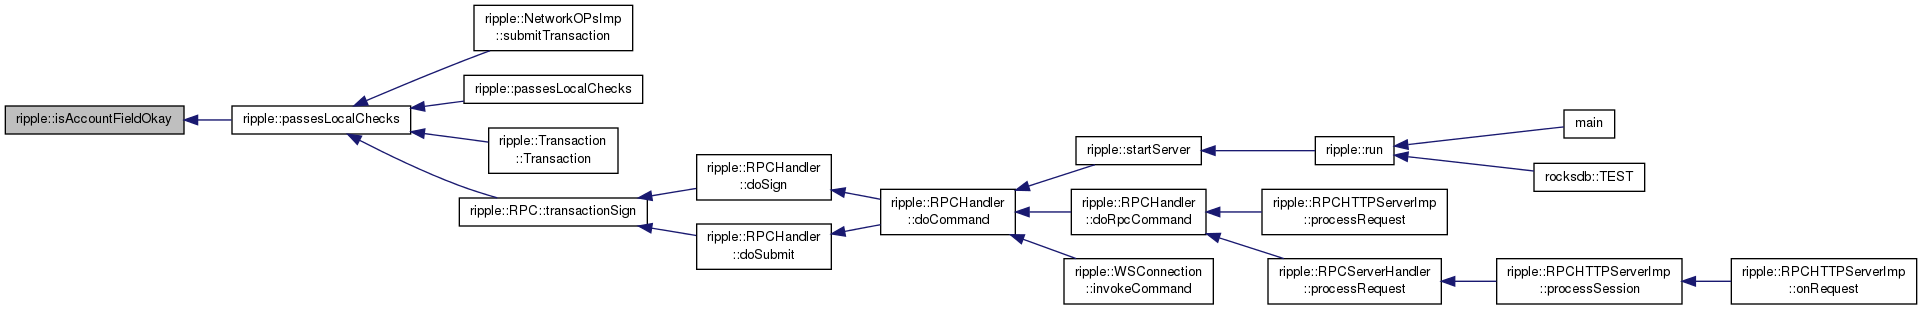 ripple::isAccountFieldOkay
ripple::passesLocalChecks
ripple::NetworkOPsImp
::submitTransaction
ripple::passesLocalChecks
ripple::Transaction
::Transaction
ripple::RPC::transactionSign
ripple::RPCHandler
::doSign
ripple::RPCHandler
::doSubmit
ripple::RPCHandler
::doCommand
ripple::startServer
ripple::run
main
rocksdb::TEST
ripple::RPCHandler
::doRpcCommand
ripple::RPCHTTPServerImp
::processRequest
ripple::RPCServerHandler
::processRequest
ripple::RPCHTTPServerImp
::processSession
ripple::RPCHTTPServerImp
::onRequest
ripple::WSConnection
::invokeCommand